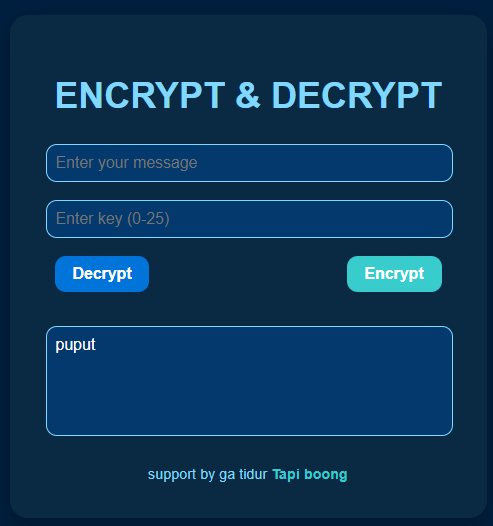 ENCRYPT & DECRYPT
Enter your message
Enter key (0-25)
Decrypt Encrypt
puput
support by ga tidur Tapi boong